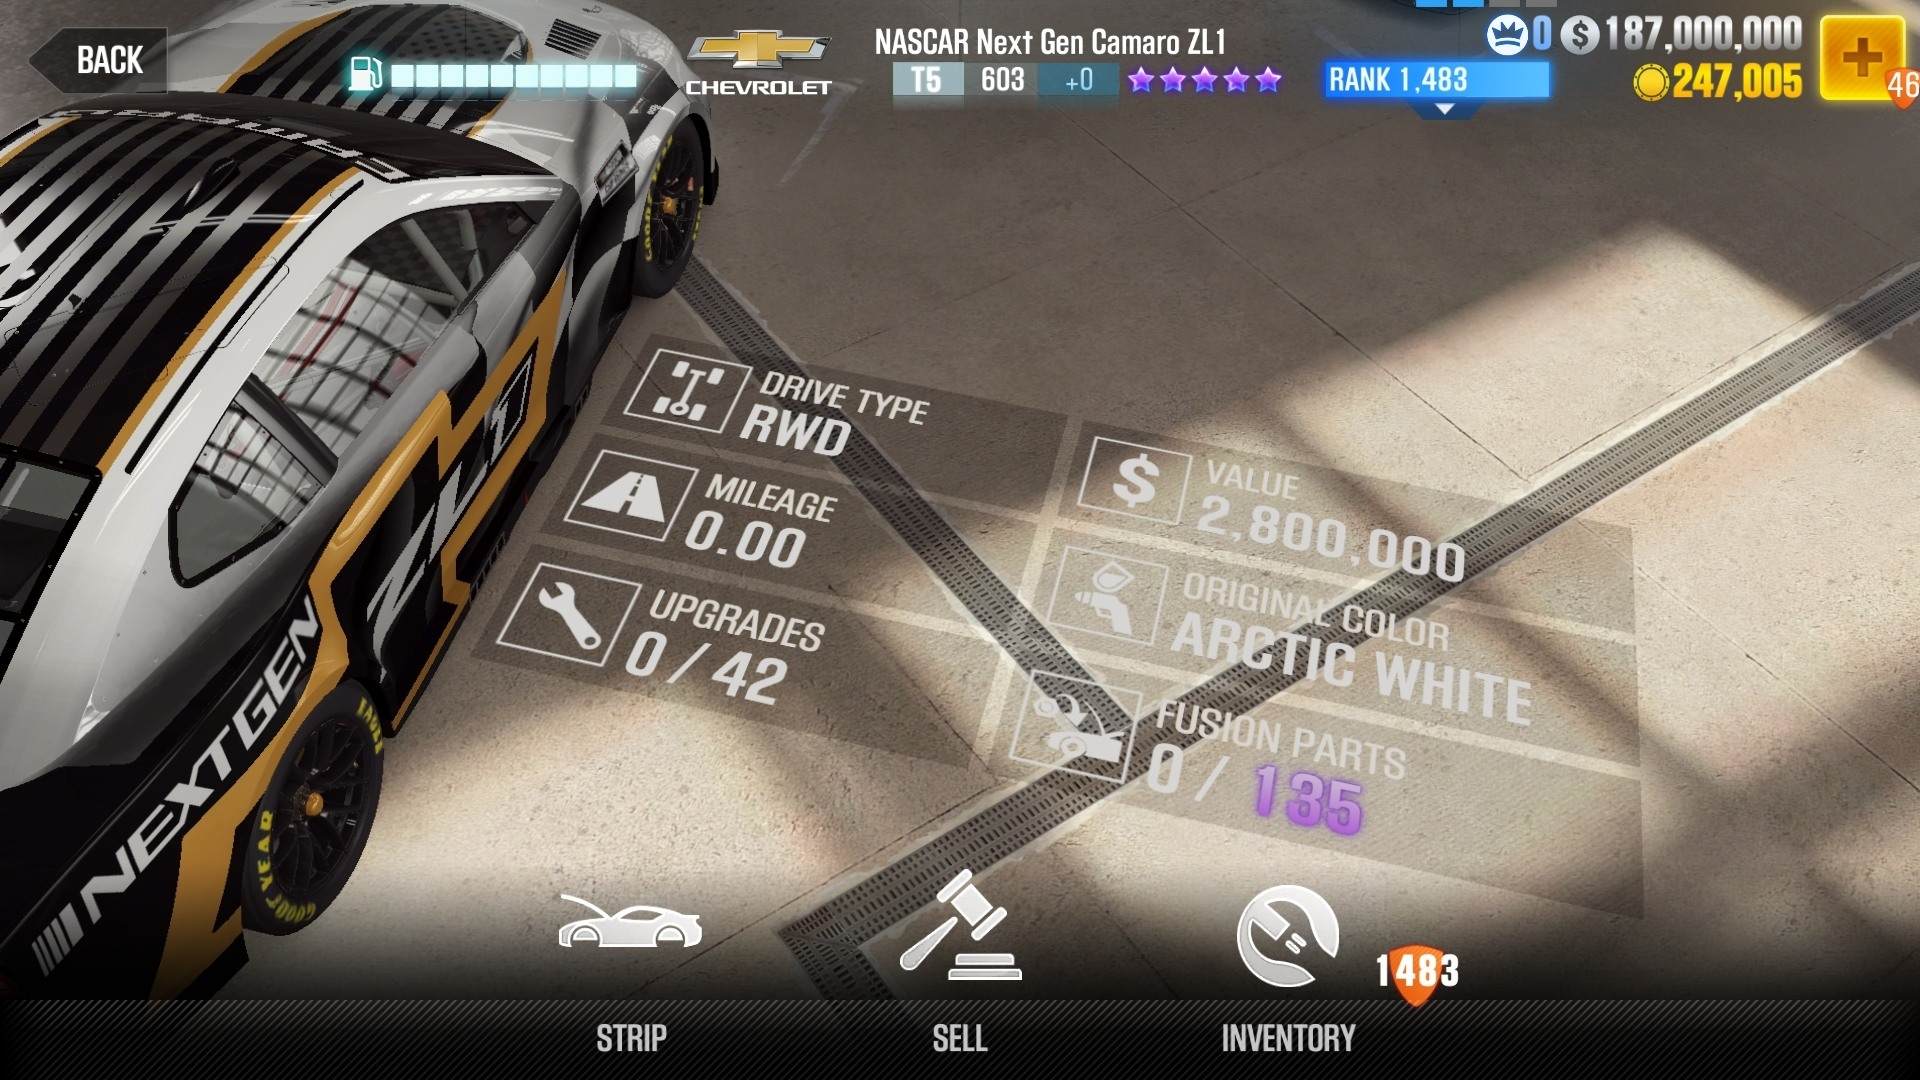 BACK
CHEVROLET
NASCAR Next Gen Camaro ZL1
T5 603 +0
RANK 1,483
0 $ 187,000,000
247,005
46
DRIVE TYPE
RWD
MILEAGE
0.00
UPGRADES
0 / 42
$ VALUE
2,800,000
ORIGINAL COLOR
ARCTIC WHITE
FUSION PARTS
0 / 135
ZL1
NEXTGEN
GOODYEAR
STRIP
SELL
INVENTORY
1483